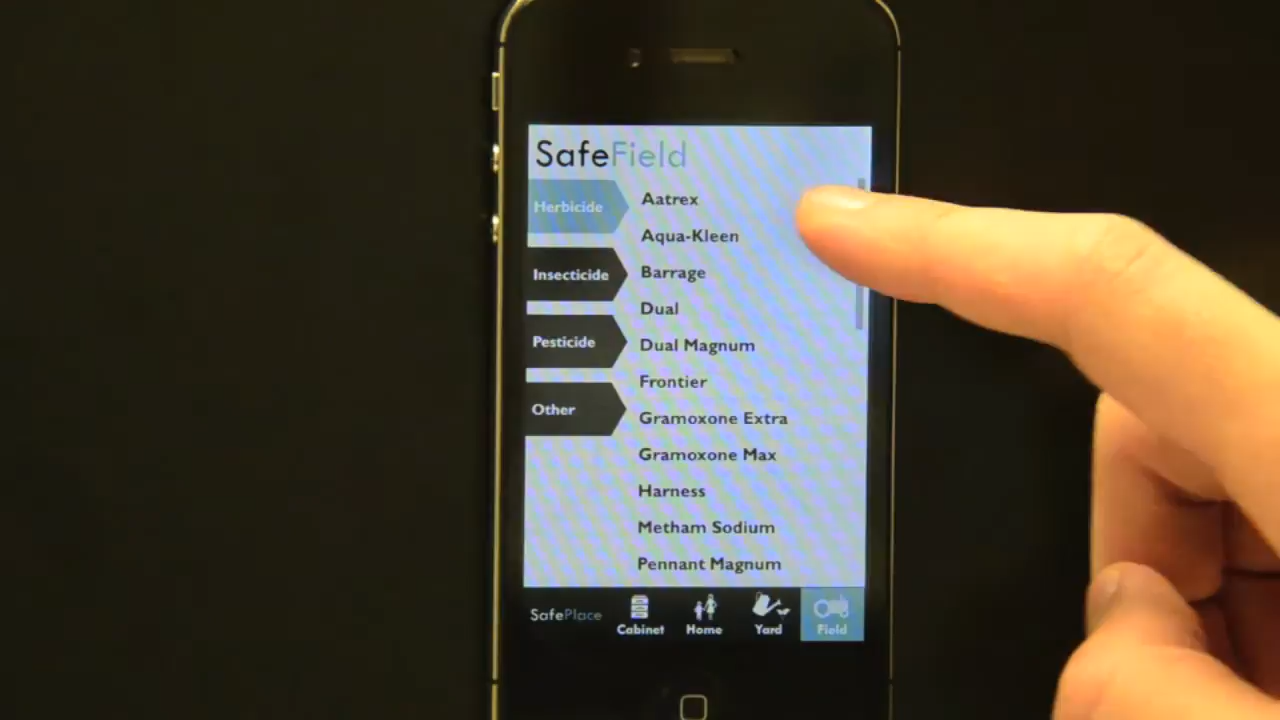 SafeField
Herbicide
Insecticide
Pesticide
Other
Aatrex
Aqua-Kleen
Barrage
Dual
Dual Magnum
Frontier
Gramoxone Extra
Gramoxone Max
Harness
Metham Sodium
Pennant Magnum
SafePlace
Cabinet
Home
Yard
Field